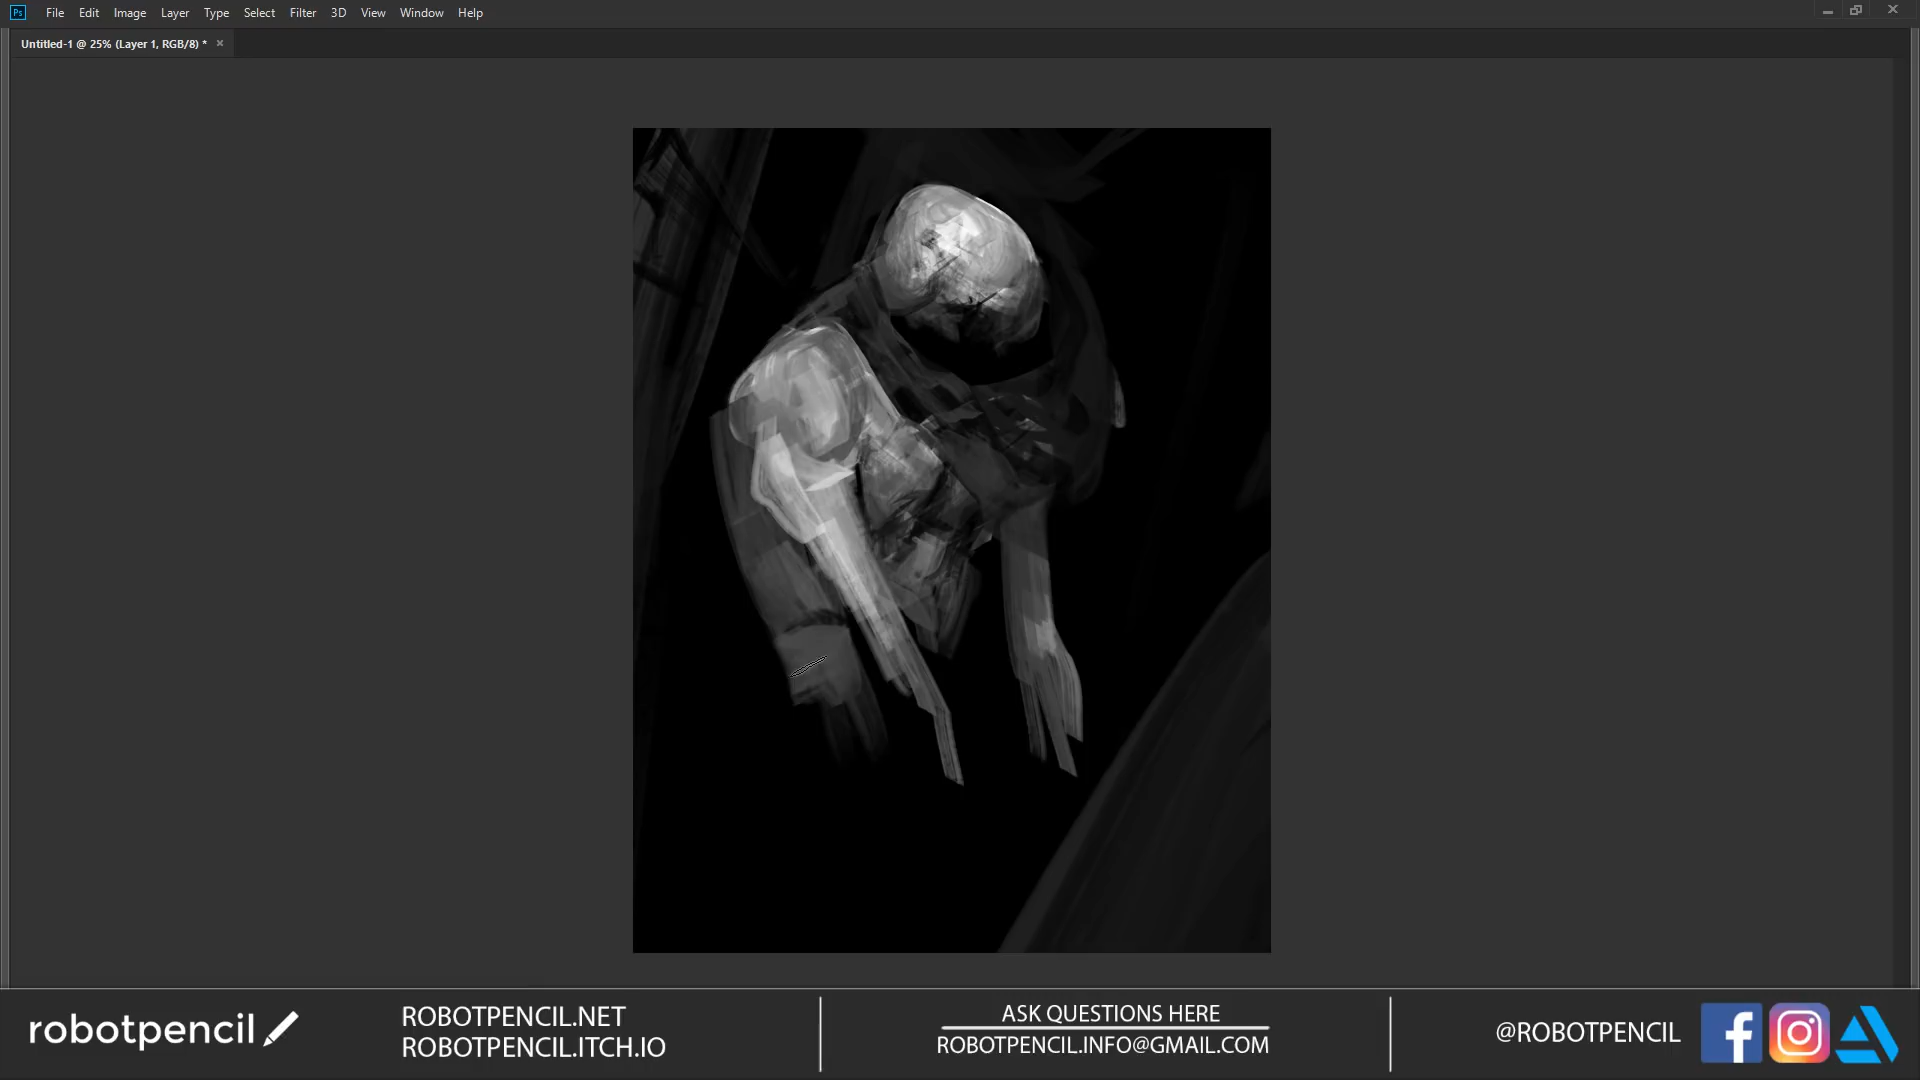 Ps File Edit Image Layer Type Select Filter 3D View Window Help
Untitled-1 @ 25% (Layer 1, RGB/8) *
robotpencil
ROBOTPENCIL.NET
ROBOTPENCIL.ITCH.IO
ASK QUESTIONS HERE
ROBOTPENCIL.INFO@GMAIL.COM
@ROBOTPENCIL